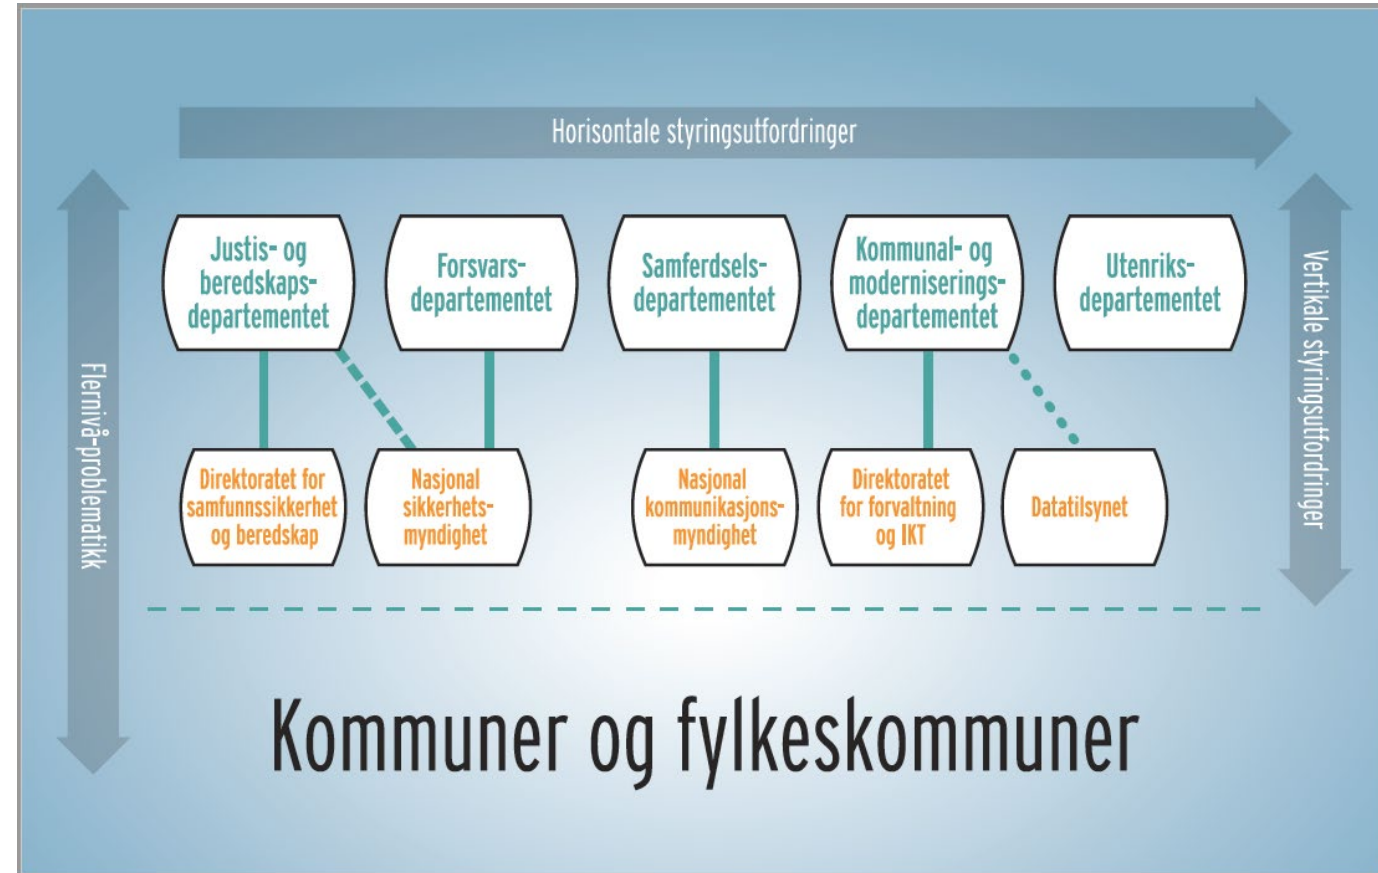 Horisontale styringsutfordringer
Flernivå-problematikk
Vertikale styringsutfordringer
Justis- og
beredskaps-
departementet
Forsvars-
departementet
Samferdsels-
departementet
Kommunal- og
moderniserings-
departementet
Utenriks-
departementet
Direktoratet for
samfunnssikkerhet
og beredskap
Nasjonal
sikkerhets-
myndighet
Nasjonal
kommunikasjons-
myndighet
Direktoratet
for forvaltning
og IKT
Datatilsynet
Kommuner og fylkeskommuner